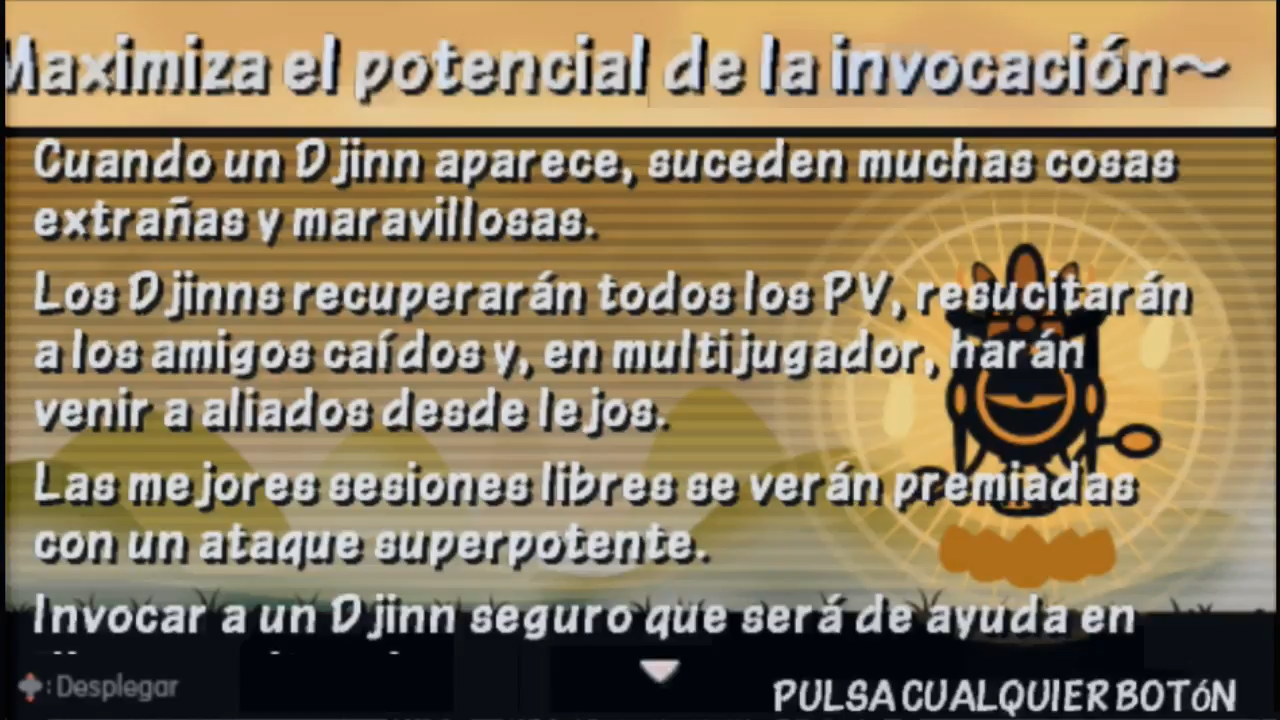 Maximiza el potencial de la invocación~
Cuando un Djinn aparece, suceden muchas cosas
extrañas y maravillosas.
Los Djinns recuperarán todos los PV, resucitarán
a los amigos caídos y, en multijugador, harán
venir a aliados desde lejos.
Las mejores sesiones libres se verán premiadas
con un ataque superpotente.
Invocar a un Djinn seguro que será de ayuda en
: Desplegar
PULSA CUALQUIER BOTÓN